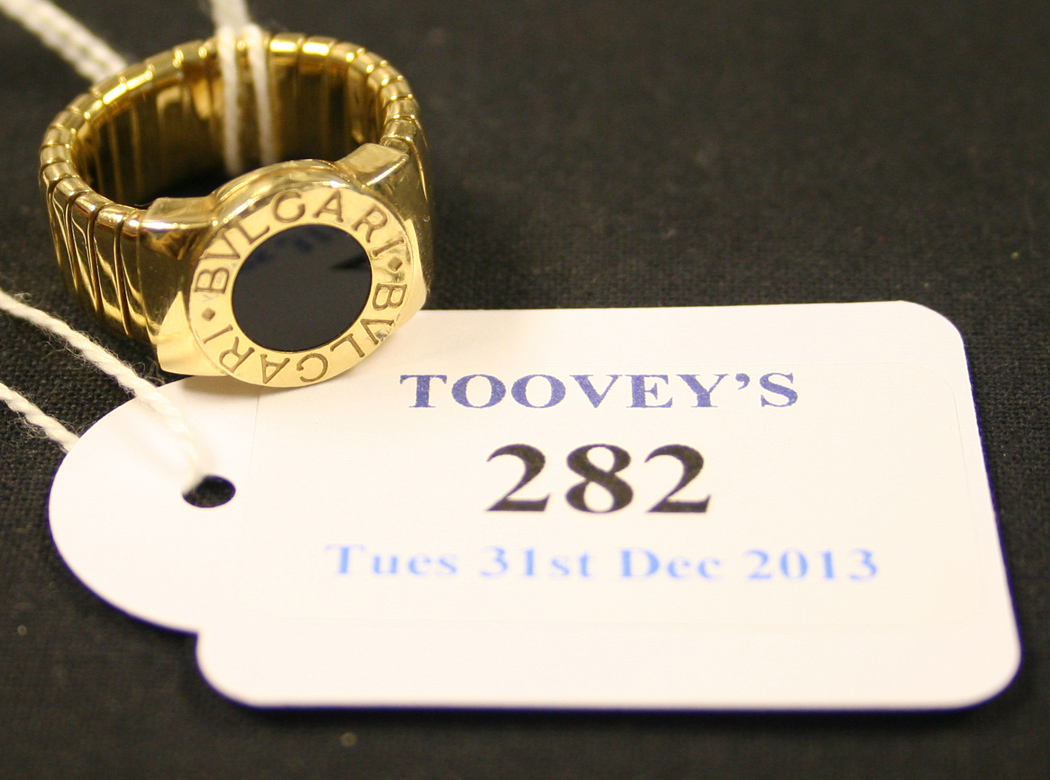 BVLGARI • BVLGARI •
TOOVEY'S
282
Tues 31st Dec 2013